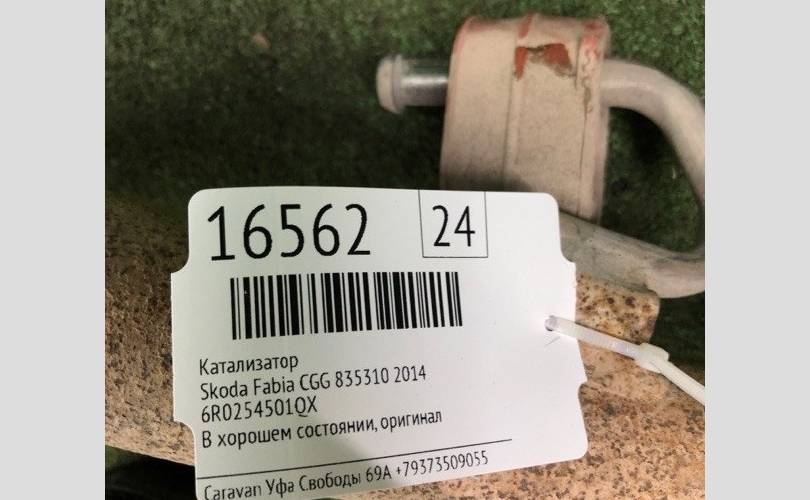 16562 24
Катализатор
Skoda Fabia CGG 835310 2014
6R0254501QX
В хорошем состоянии, оригинал
Caravan Уфа Свободы 69А +79373509055